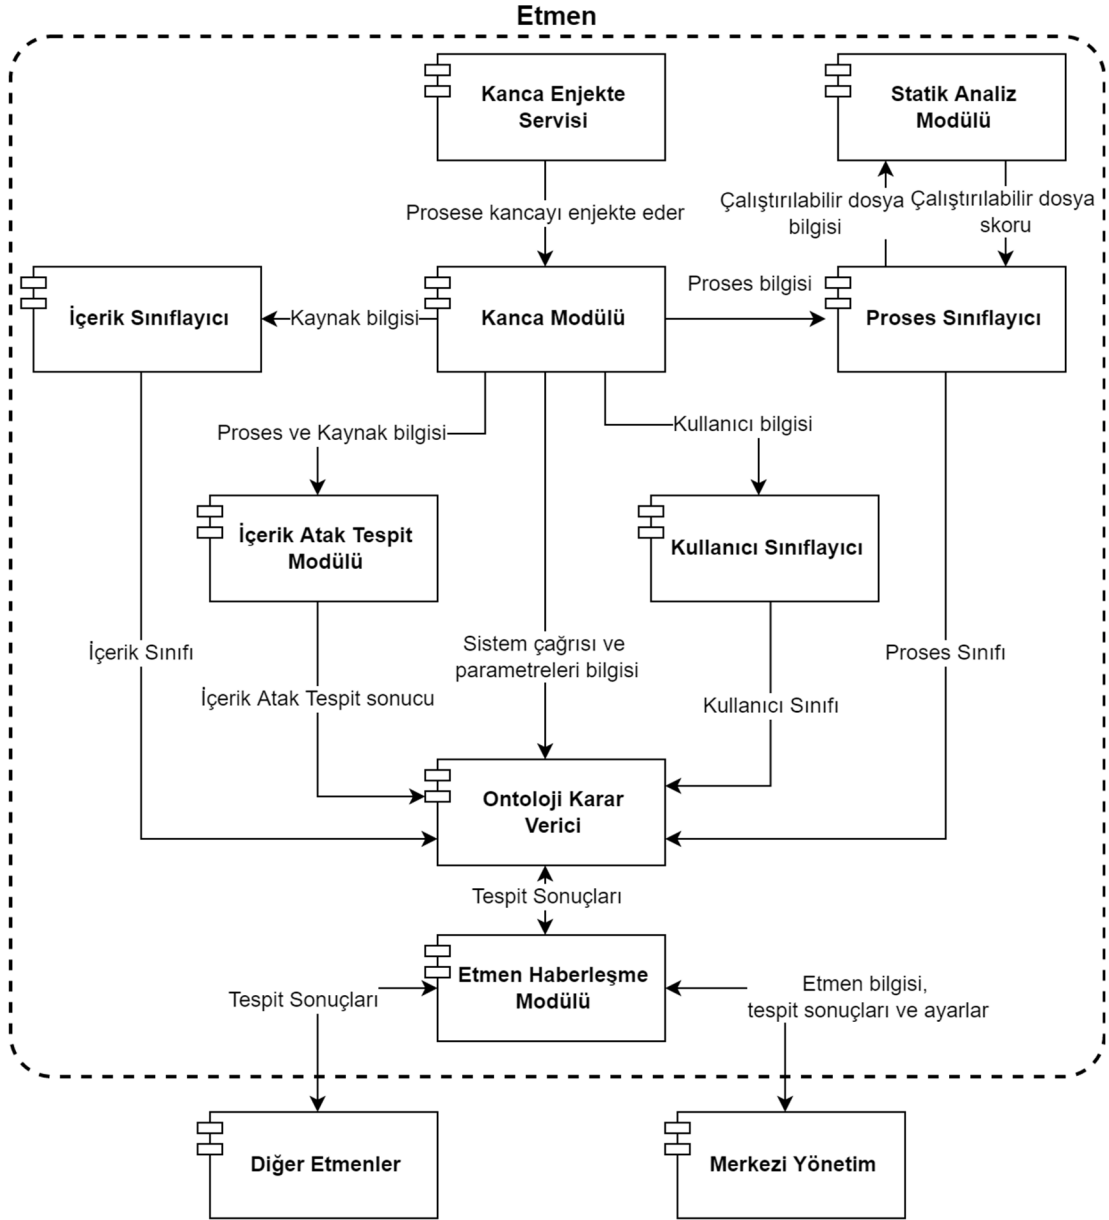 Etmen
Kanca Enjekte
Servisi
Statik Analiz
Modülü
Prosese kancayı enjekte eder
Çalıştırılabilir dosya
bilgisi
Çalıştırılabilir dosya
skoru
İçerik Sınıflayıcı
Kaynak bilgisi
Kanca Modülü
Proses bilgisi
Proses Sınıflayıcı
Proses ve Kaynak bilgisi
Kullanıcı bilgisi
İçerik Atak Tespit
Modülü
Kullanıcı Sınıflayıcı
İçerik Sınıfı
Sistem çağrısı ve
parametreleri bilgisi
Proses Sınıfı
İçerik Atak Tespit sonucu
Kullanıcı Sınıfı
Ontoloji Karar
Verici
Tespit Sonuçları
Etmen Haberleşme
Modülü
Tespit Sonuçları
Etmen bilgisi,
tespit sonuçları ve ayarlar
Diğer Etmenler
Merkezi Yönetim